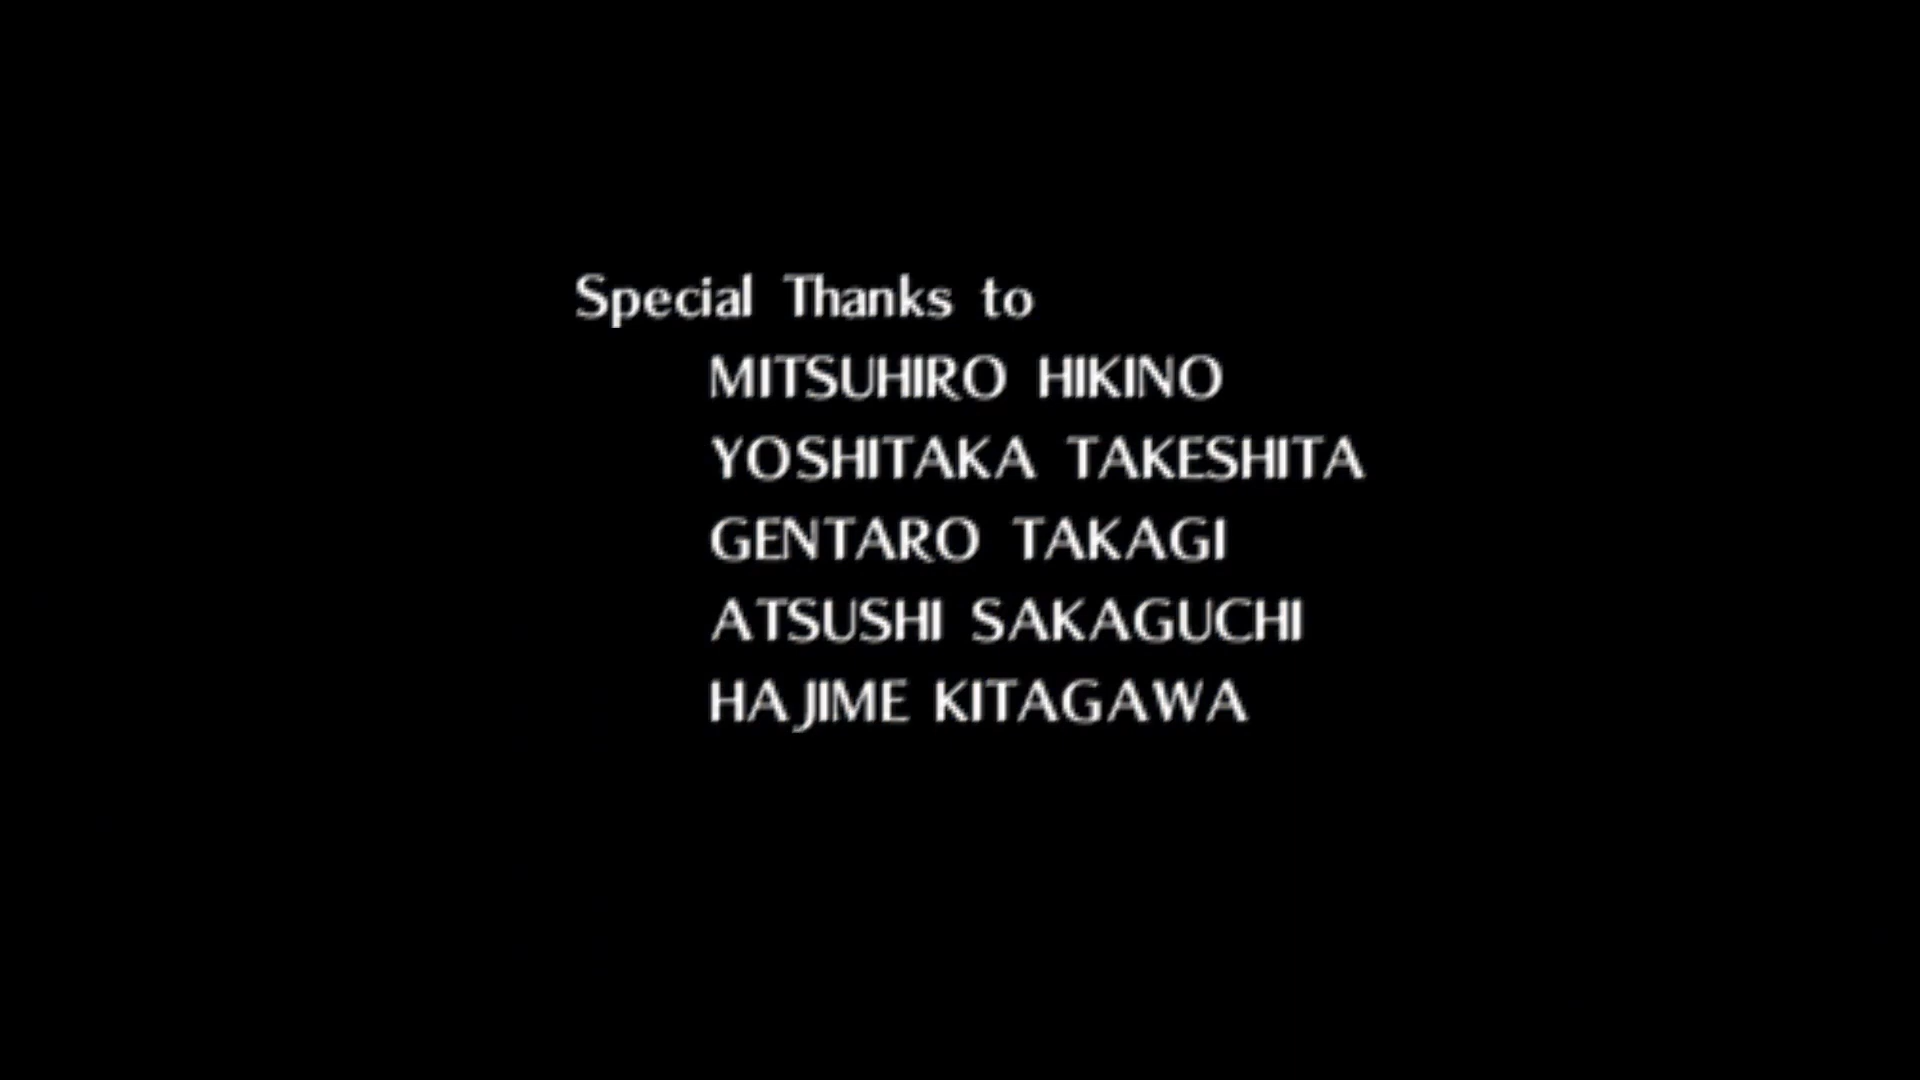 Special Thanks to
MITSUHIRO HIKINO
YOSHITAKA TAKESHITA
GENTARO TAKAGI
ATSUSHI SAKAGUCHI
HAJIME KITAGAWA